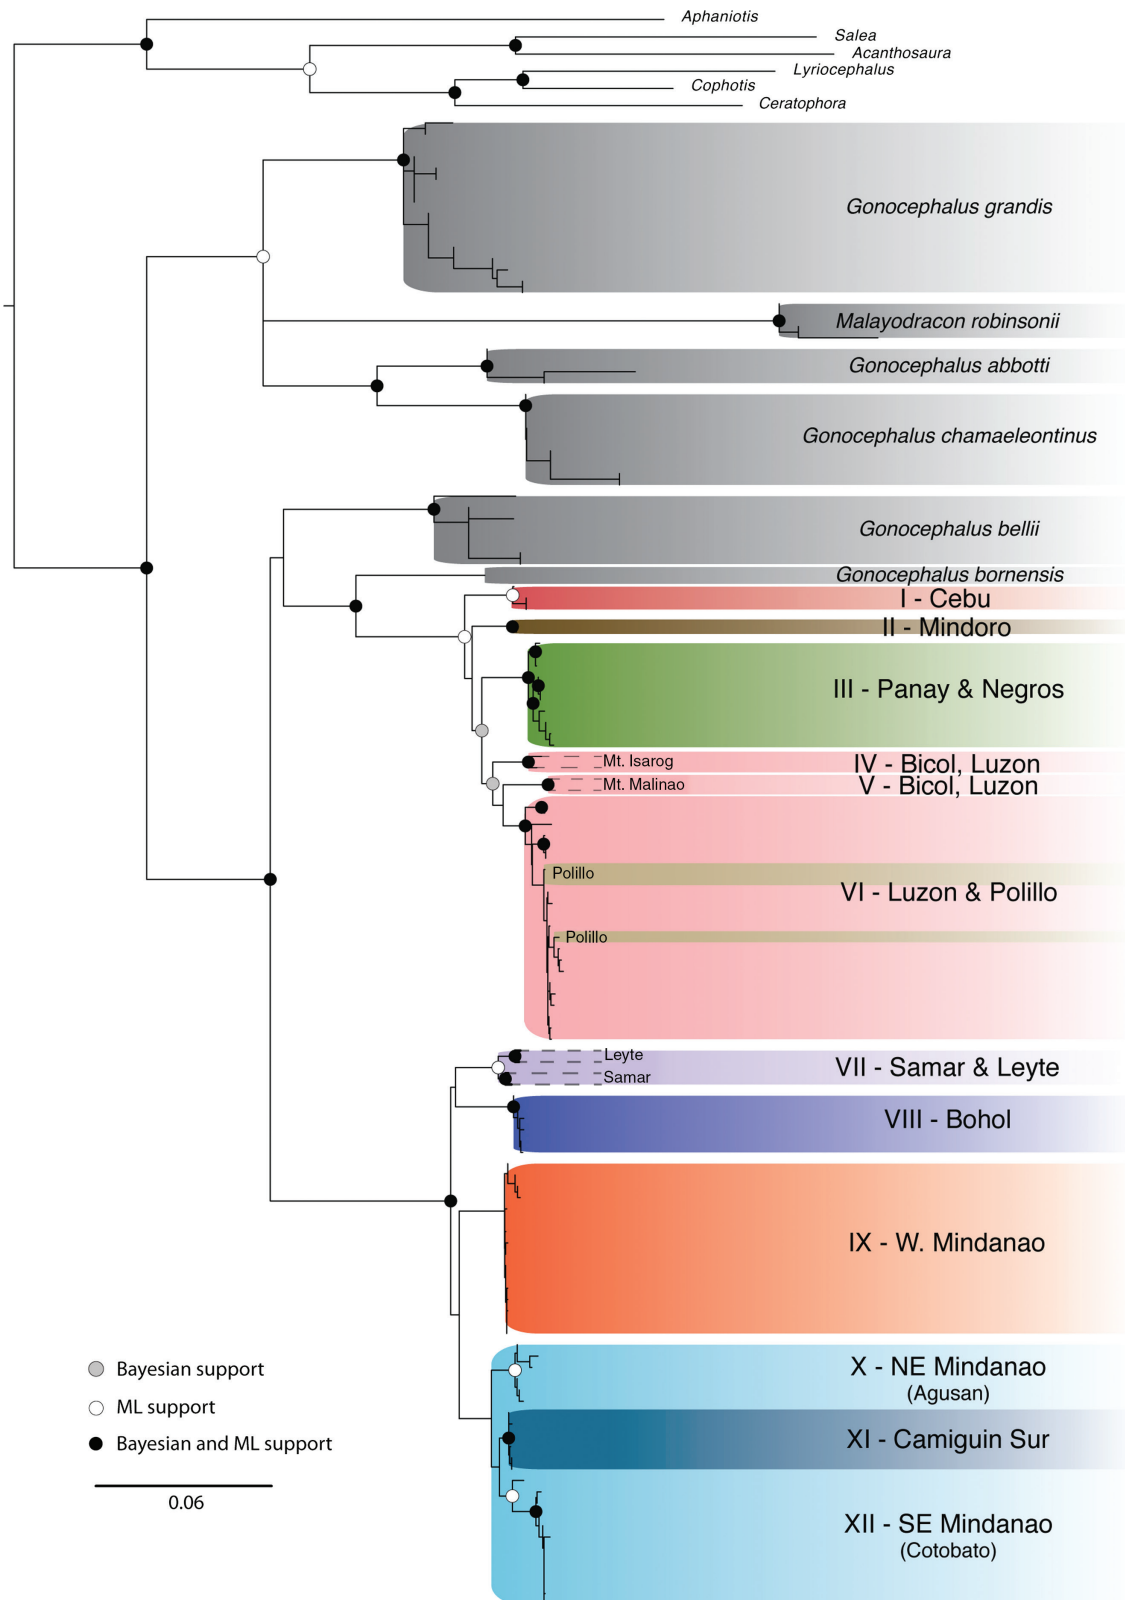 Aphaniotis
Salea
Acanthosaura
Lyriocephalus
Cophotis
Ceratophora
Gonocephalus grandis
Malayodracon robinsonii
Gonocephalus abbotti
Gonocephalus chamaeleontinus
Gonocephalus bellii
Gonocephalus bornensis
I - Cebu
II - Mindoro
III - Panay & Negros
Mt. Isarog
IV - Bicol, Luzon
Mt. Malinao
V - Bicol, Luzon
Polillo
VI - Luzon & Polillo
Polillo
Leyte
VII - Samar & Leyte
Samar
VIII - Bohol
IX - W. Mindanao
X - NE Mindanao
(Agusan)
XI - Camiguin Sur
XII - SE Mindanao
(Cotobato)
Bayesian support
ML support
Bayesian and ML support
0.06